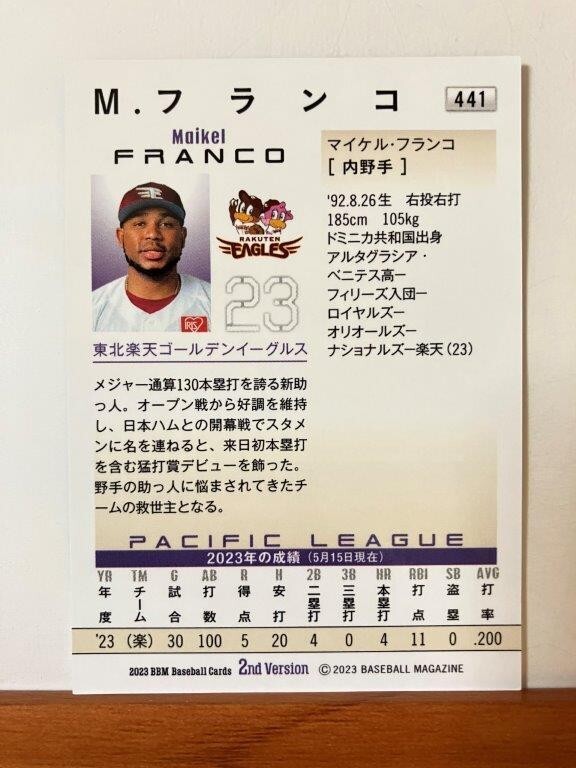 M.フランコ
441
Maikel
FRANCO
マイケル・フランコ
[ 内野手 ]
RAKUTEN
EAGLES
23
IRIS
'92.8.26生 右投右打
185cm 105kg
ドミニカ共和国出身
アルタグラシア・
ベニテス高ー
フィリーズ入団ー
ロイヤルズー
オリオールズー
ナショナルズー楽天(23)
東北楽天ゴールデンイーグルス
メジャー通算130本塁打を誇る新助
っ人。オープン戦から好調を維持
し、日本ハムとの開幕戦でスタメ
ンに名を連ねると、来日初本塁打
を含む猛打賞デビューを飾った。
野手の助っ人に悩まされてきたチ
ームの救世主となる。
PACIFIC LEAGUE
2023年の成績 (5月15日現在)
YR TM G AB R H 2B 3B HR RBI SB AVG
年度 チーム 試合 打数 得点 安打 二塁打 三塁打 本塁打 打点 盗塁 打率
'23 (楽) 30 100 5 20 4 0 4 11 0 .200
2023 BBM Baseball Cards 2nd Version ©2023 BASEBALL MAGAZINE